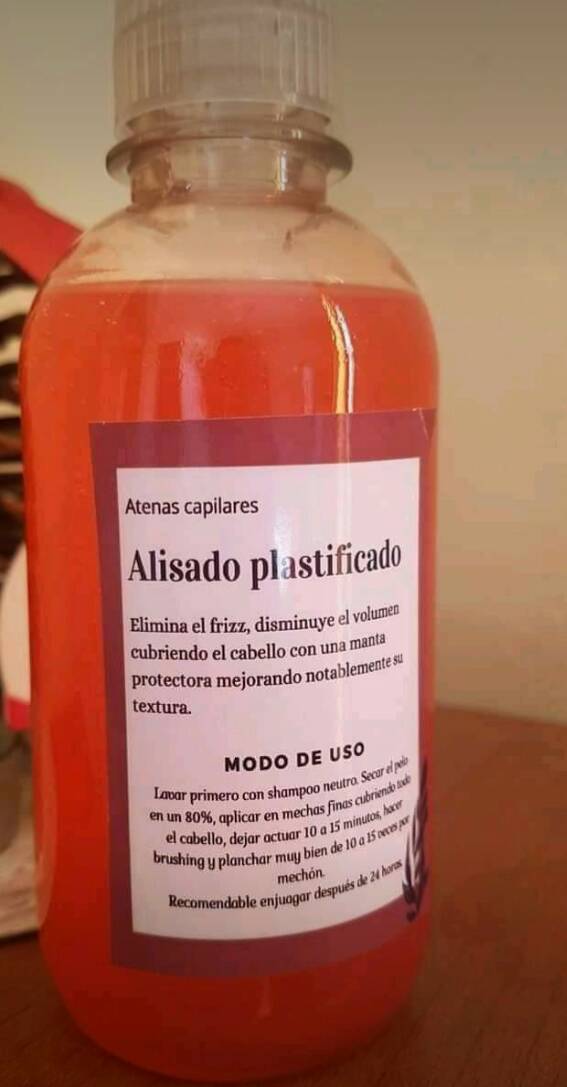 Atenas capilares
Alisado plastificado
Elimina el frizz, disminuye el volumen
cubriendo el cabello con una manta
protectora mejorando notablemente su
textura.
MODO DE USO
Lavar primero con shampoo neutro. Secar el pelo
en un 80%, aplicar en mechas finas cubriendo todo
el cabello, dejar actuar 10 a 15 minutos, hacer
brushing y planchar muy bien de 10 a 15 veces por
mechón.
Recomendable enjuagar después de 24 horas.